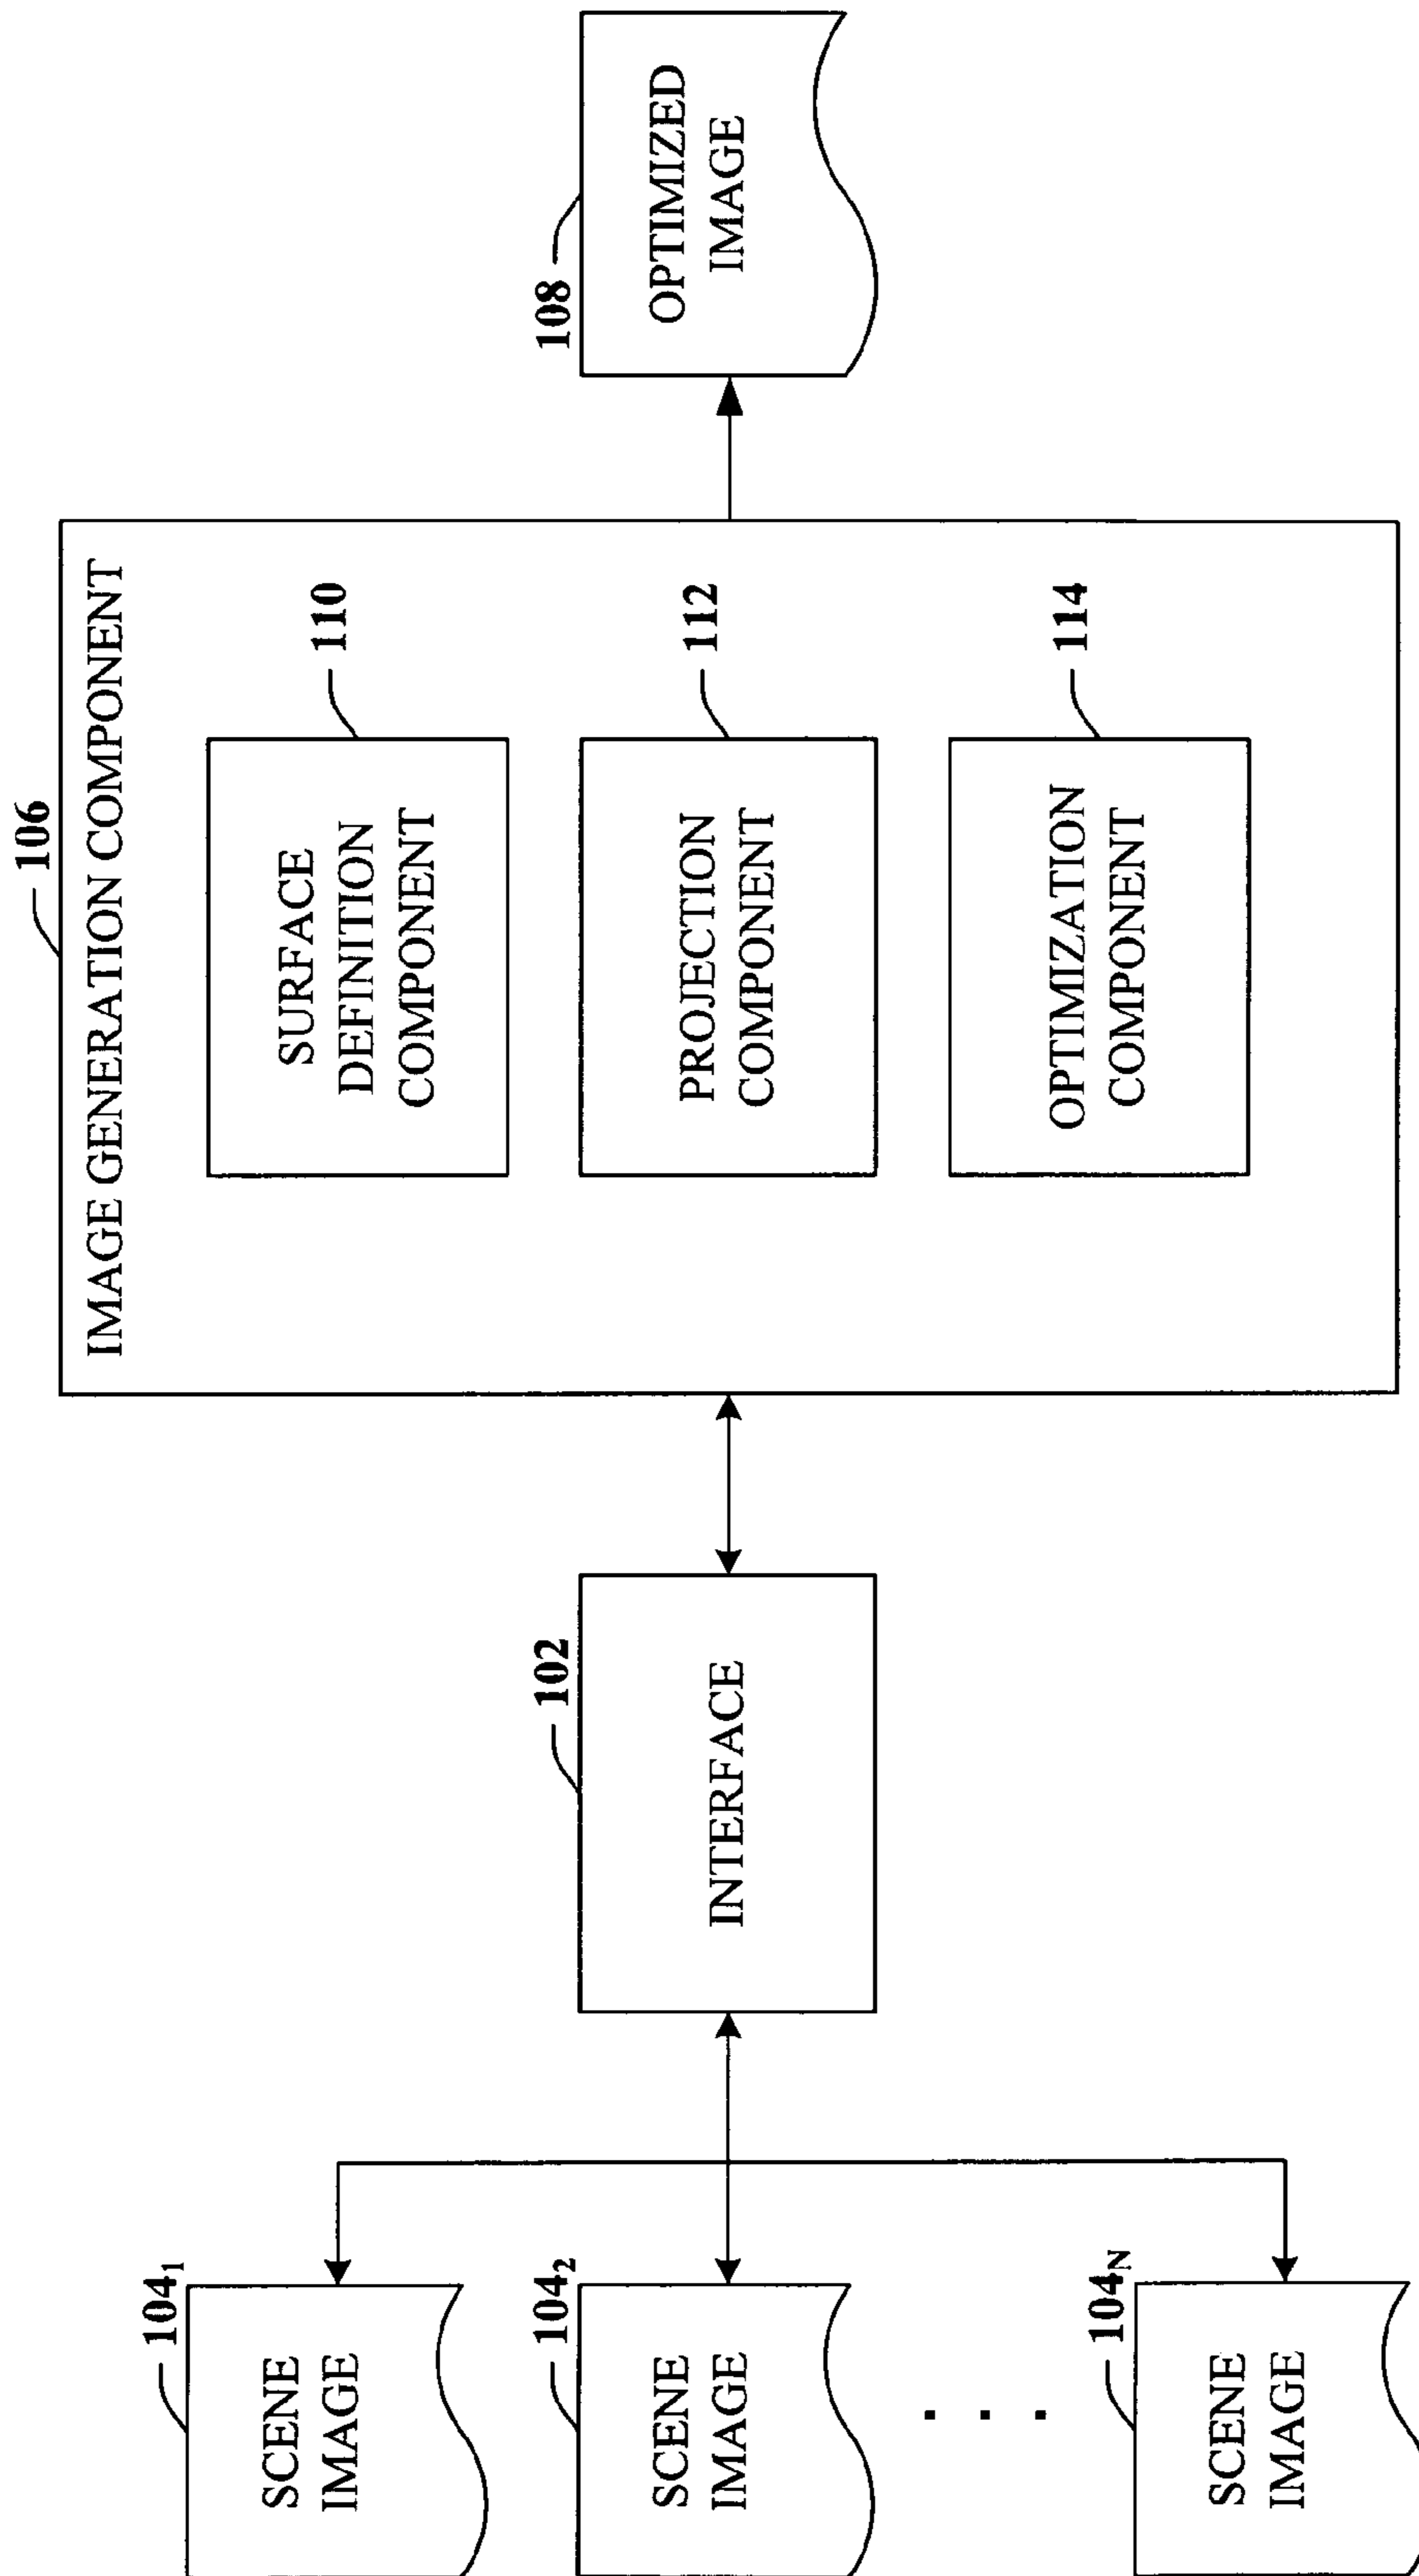 104₁
SCENE
IMAGE
104₂
SCENE
IMAGE
. . .
104N
SCENE
IMAGE
102
INTERFACE
106
IMAGE GENERATION COMPONENT
SURFACE
DEFINITION
COMPONENT
110
PROJECTION
COMPONENT
112
OPTIMIZATION
COMPONENT
114
108
OPTIMIZED
IMAGE